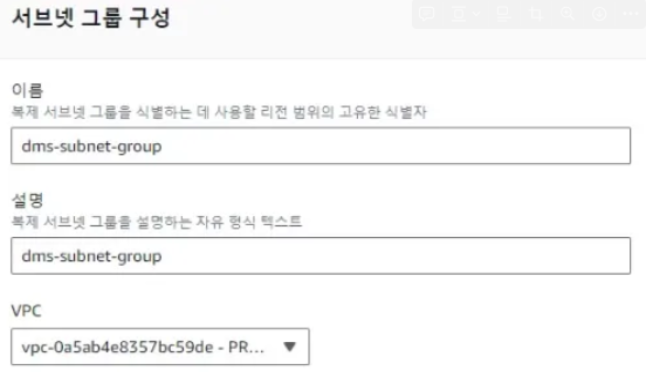 서브넷 그룹 구성
이름
복제 서브넷 그룹을 식별하는 데 사용할 리전 범위의 고유한 식별자
dms-subnet-group
설명
복제 서브넷 그룹을 설명하는 자유 형식 텍스트
dms-subnet-group
VPC
vpc-0a5ab4e8357bc59de - PR...